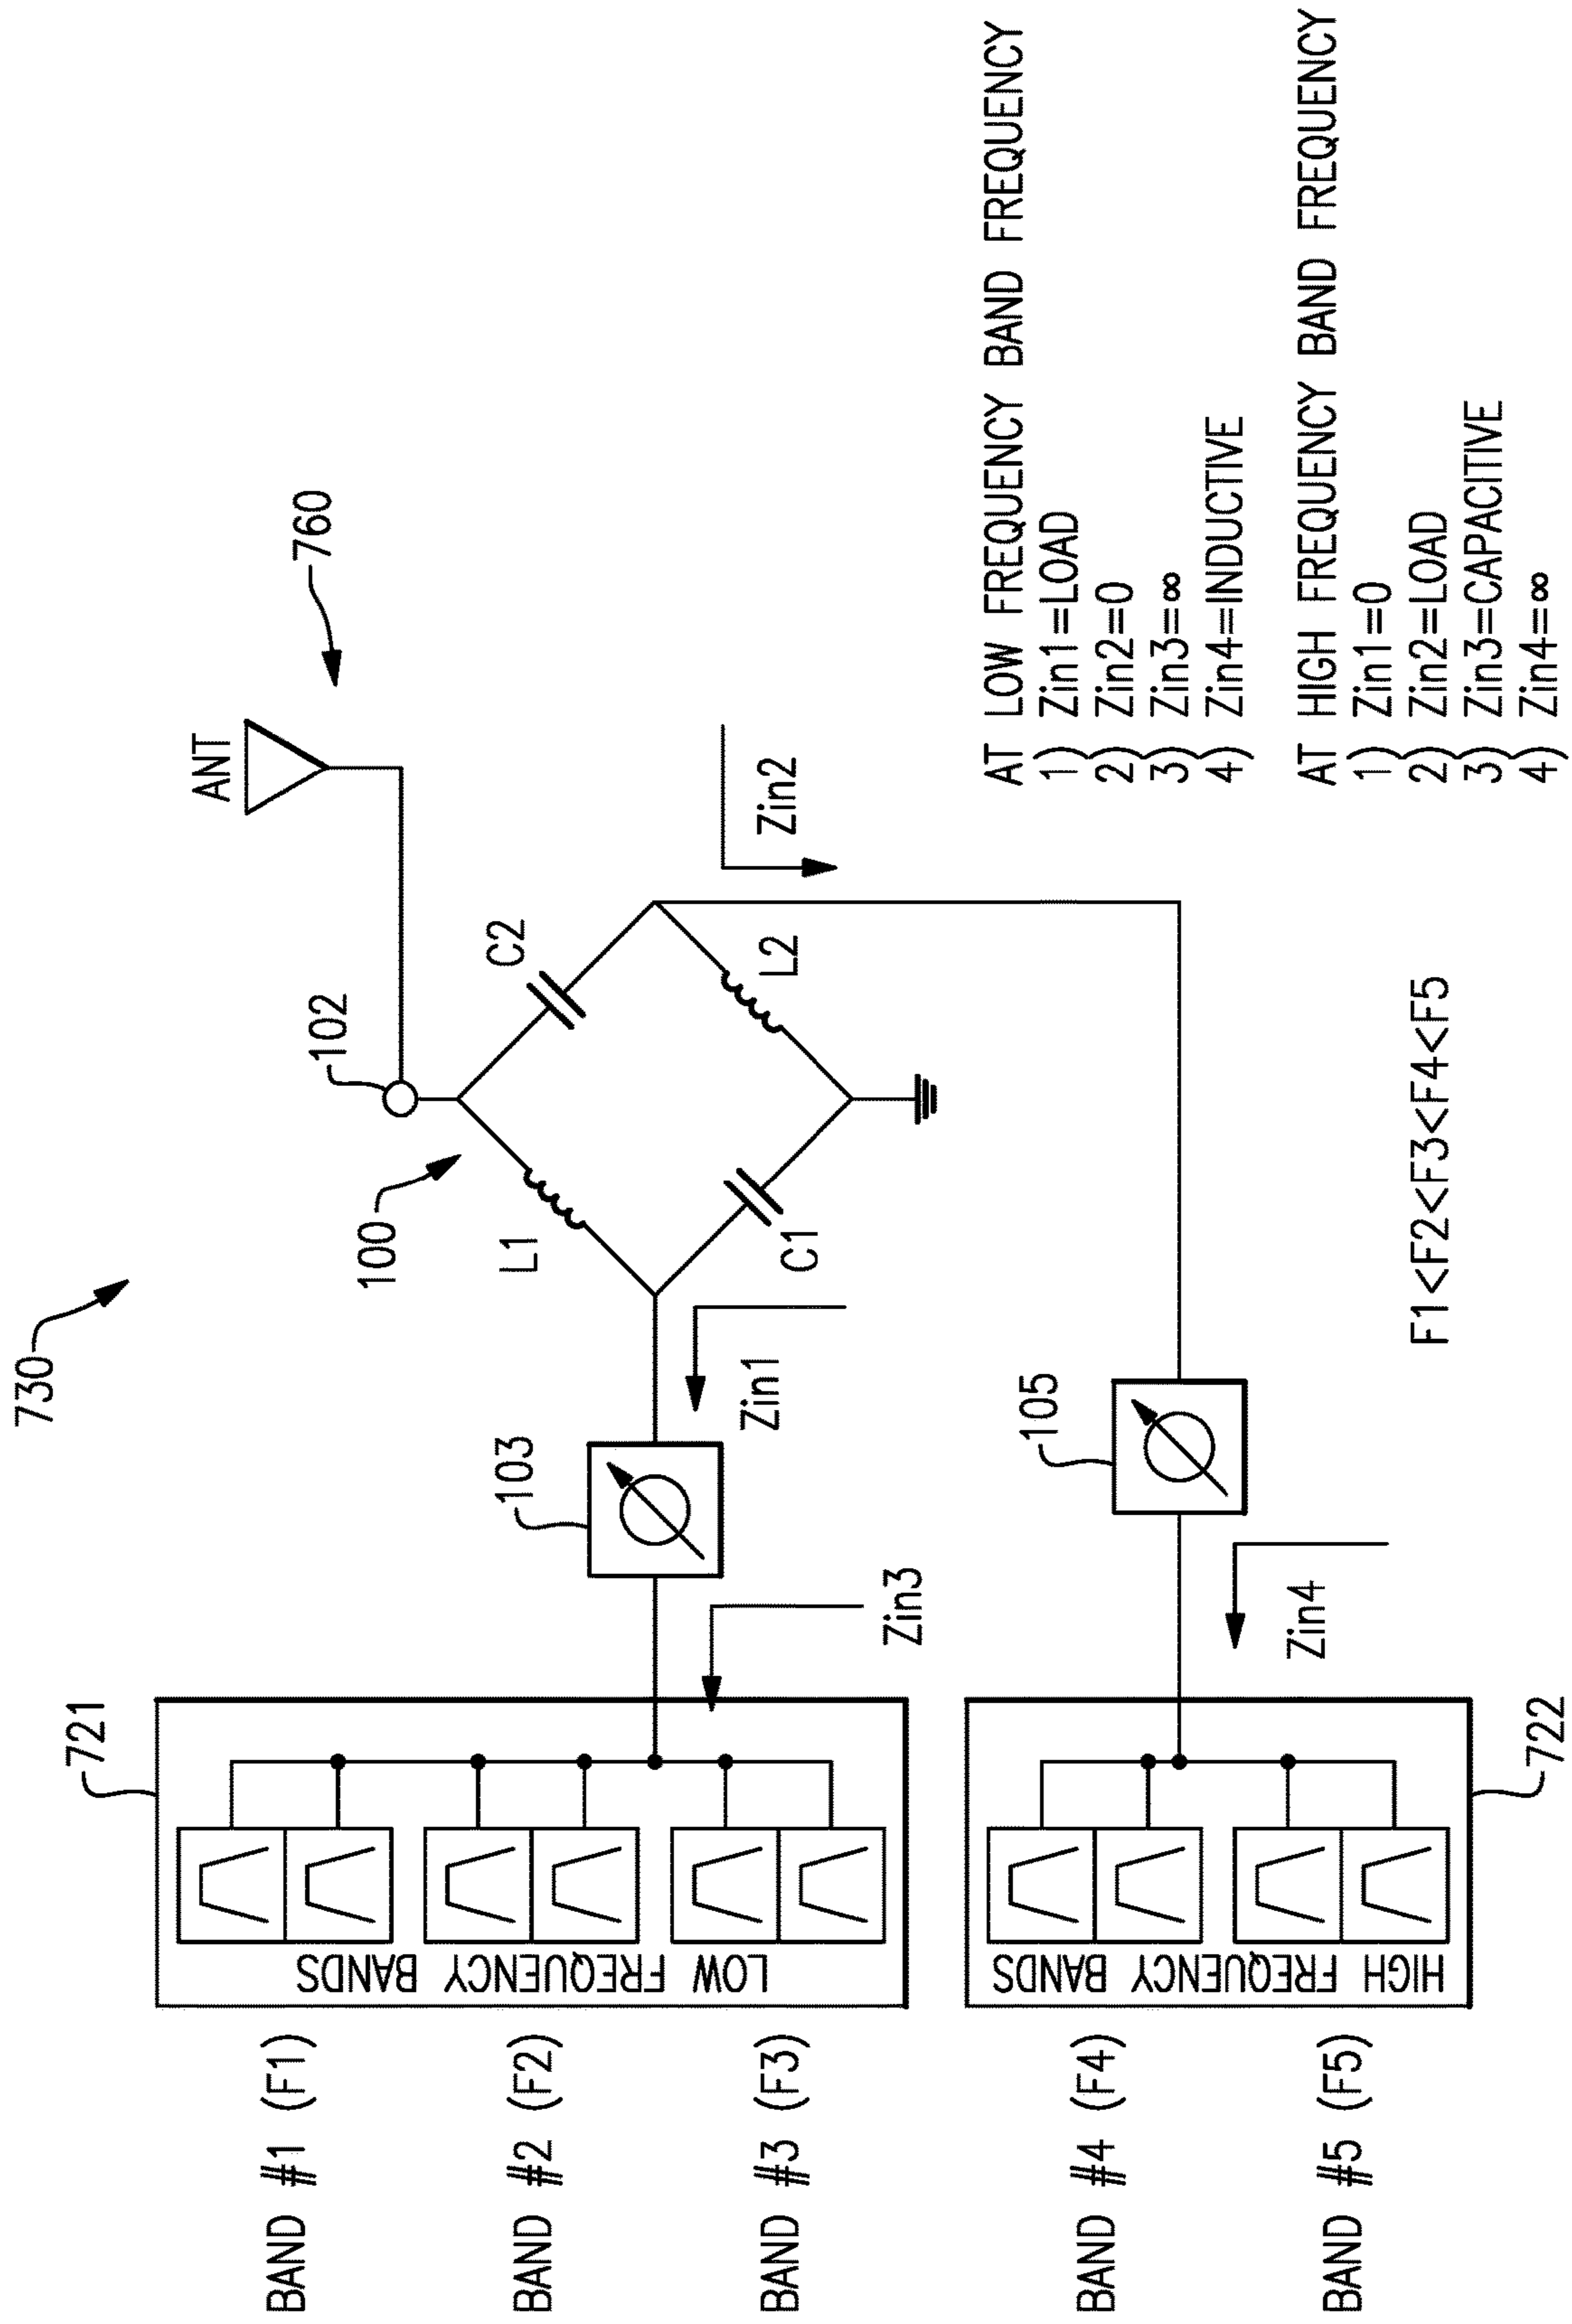 730
760
ANT
102
100
L1
C2
C1
L2
Zin1
Zin2
103
105
Zin3
Zin4
721
LOW FREQUENCY BANDS
722
HIGH FREQUENCY BANDS
BAND #1 (F1)
BAND #2 (F2)
BAND #3 (F3)
BAND #4 (F4)
BAND #5 (F5)
F1<F2<F3<F4<F5
AT LOW FREQUENCY BAND FREQUENCY
1) Zin1=LOAD
2) Zin2=0
3) Zin3=∞
4) Zin4=INDUCTIVE
AT HIGH FREQUENCY BAND FREQUENCY
1) Zin1=0
2) Zin2=LOAD
3) Zin3=CAPACITIVE
4) Zin4=∞